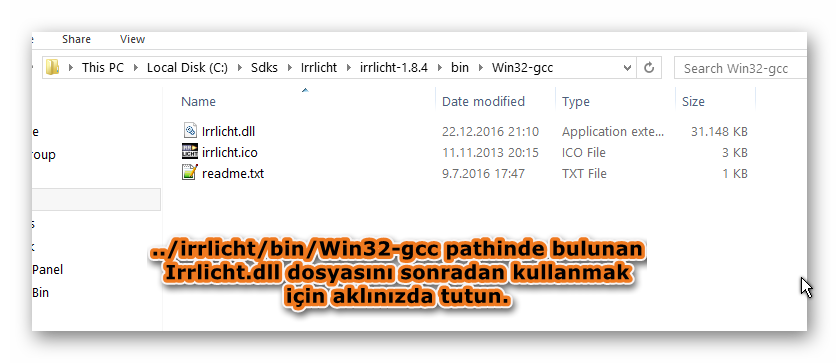 Share View
This PC Local Disk (C:) Sdks Irrlicht irrlicht-1.8.4 bin Win32-gcc Search Win32-gcc
Name Date modified Type Size
Irrlicht.dll 22.12.2016 21:10 Application exte... 31.148 KB
irrlicht.ico 11.11.2013 20:15 ICO File 3 KB
readme.txt 9.7.2016 17:47 TXT File 1 KB
roup
Panel
Bin
../irrlicht/bin/Win32-gcc pathinde bulunan
Irrlicht.dll dosyasını sonradan kullanmak
için aklınızda tutun.